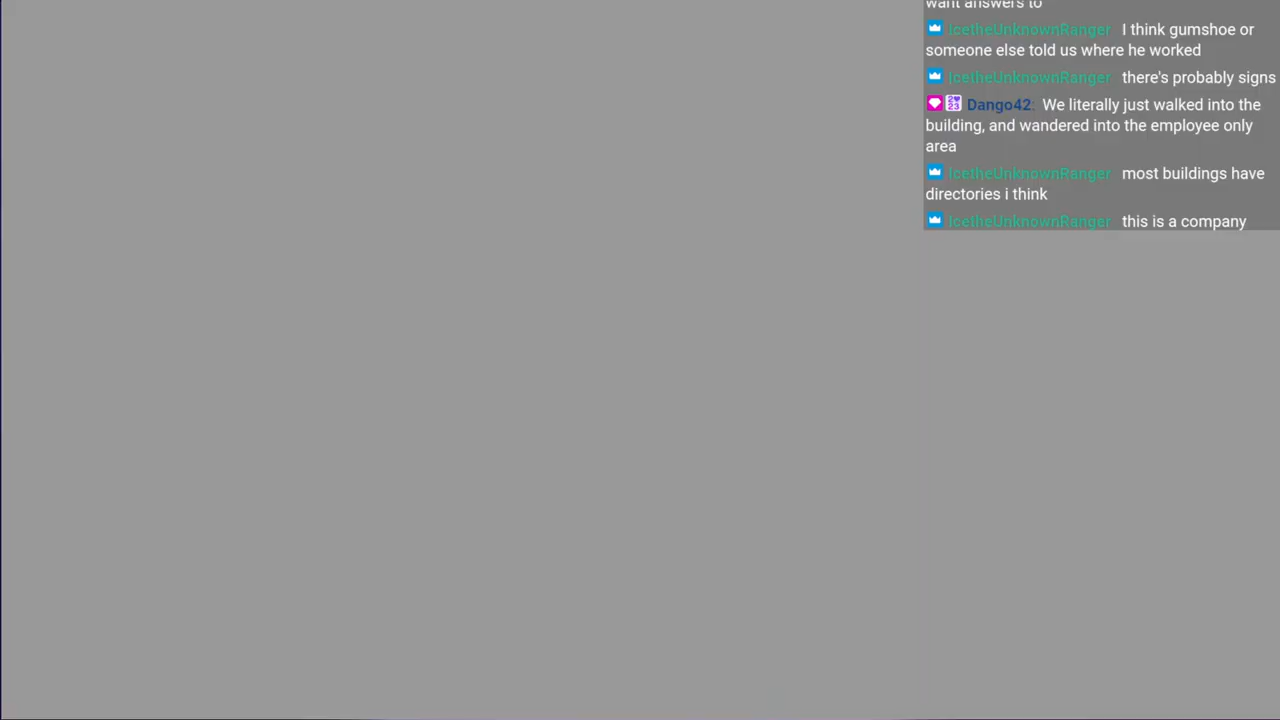 want answers to
IcetheUnknownRanger I think gumshoe or
someone else told us where he worked
IcetheUnknownRanger there's probably signs
Dango42: We literally just walked into the
building, and wandered into the employee only
area
IcetheUnknownRanger most buildings have
directories i think
IcetheUnknownRanger this is a company